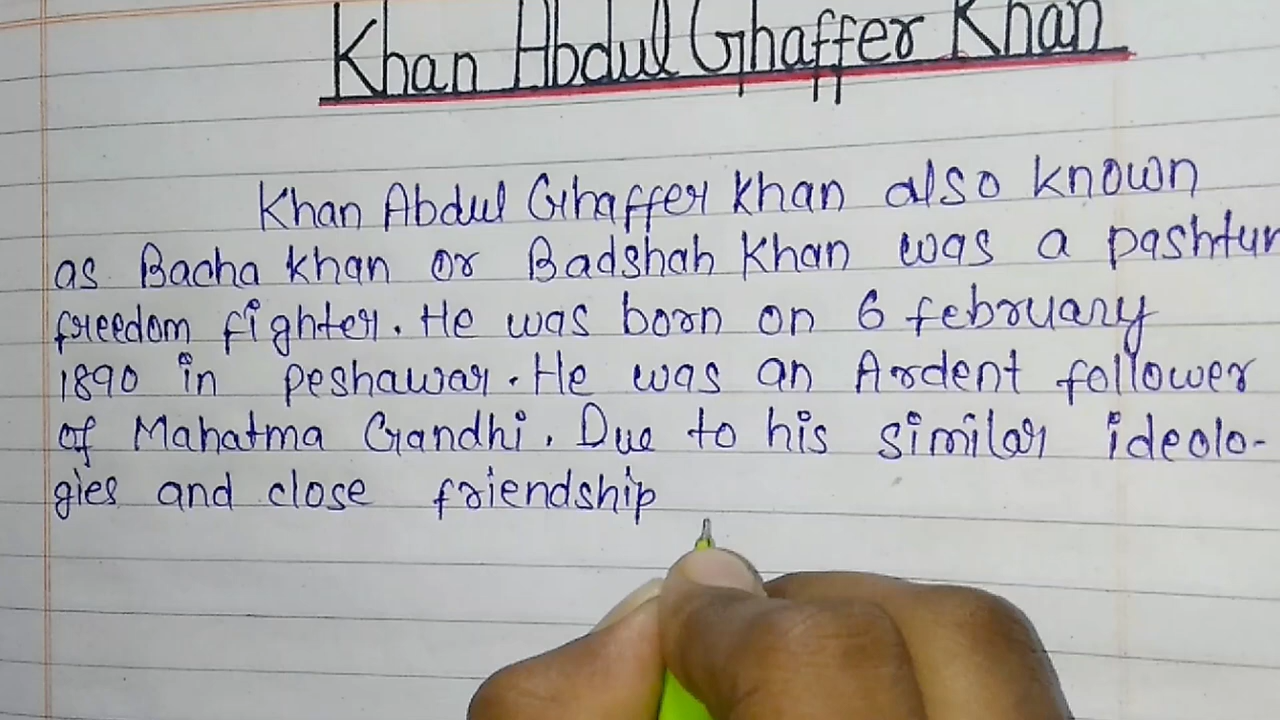 Khan Abdul Ghaffer Khan
Khan Abdul Ghaffer Khan also known
as Bacha Khan or Badshah Khan was a pashtun
freedom fighter. He was born on 6 february
1890 in peshawar. He was an Ardent follower
of Mahatma Gandhi. Due to his similar ideolo-
gies and close friendship